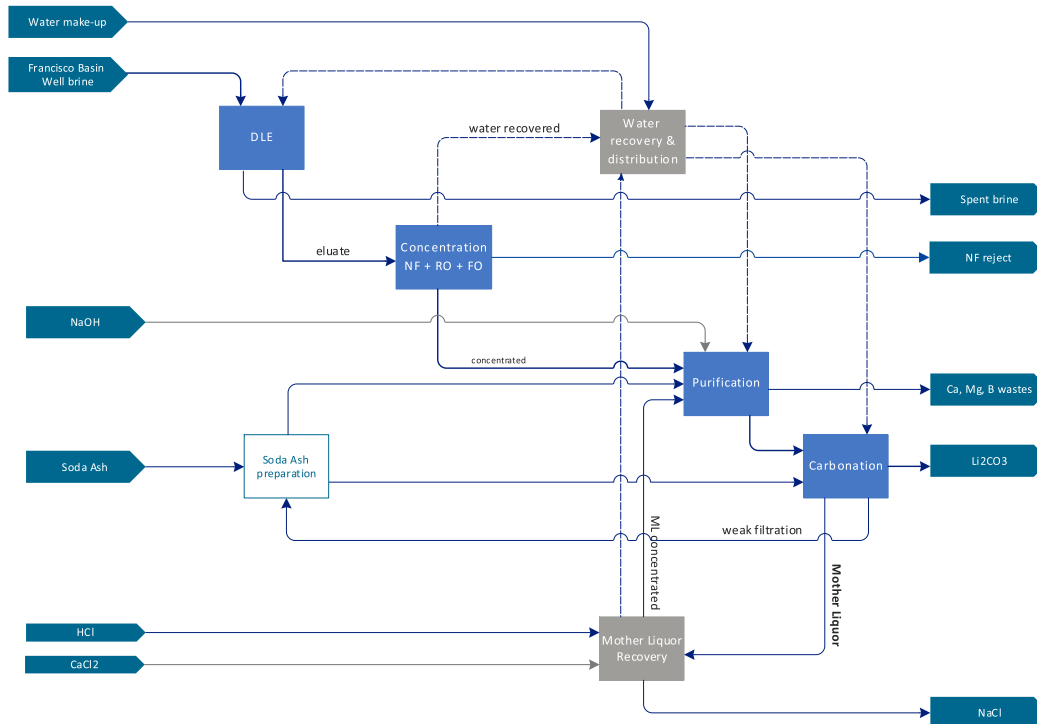 Water make-up
Francisco Basin
Well brine
DLE
water recovered
Water
recovery &
distribution
Spent brine
eluate
Concentration
NF + RO + FO
NF reject
NaOH
concentrated
Purification
Ca, Mg, B wastes
Soda Ash
Soda Ash
preparation
Carbonation
Li2CO3
weak filtration
ML concentrated
Mother Liquor
HCl
CaCl2
Mother Liquor
Recovery
NaCl